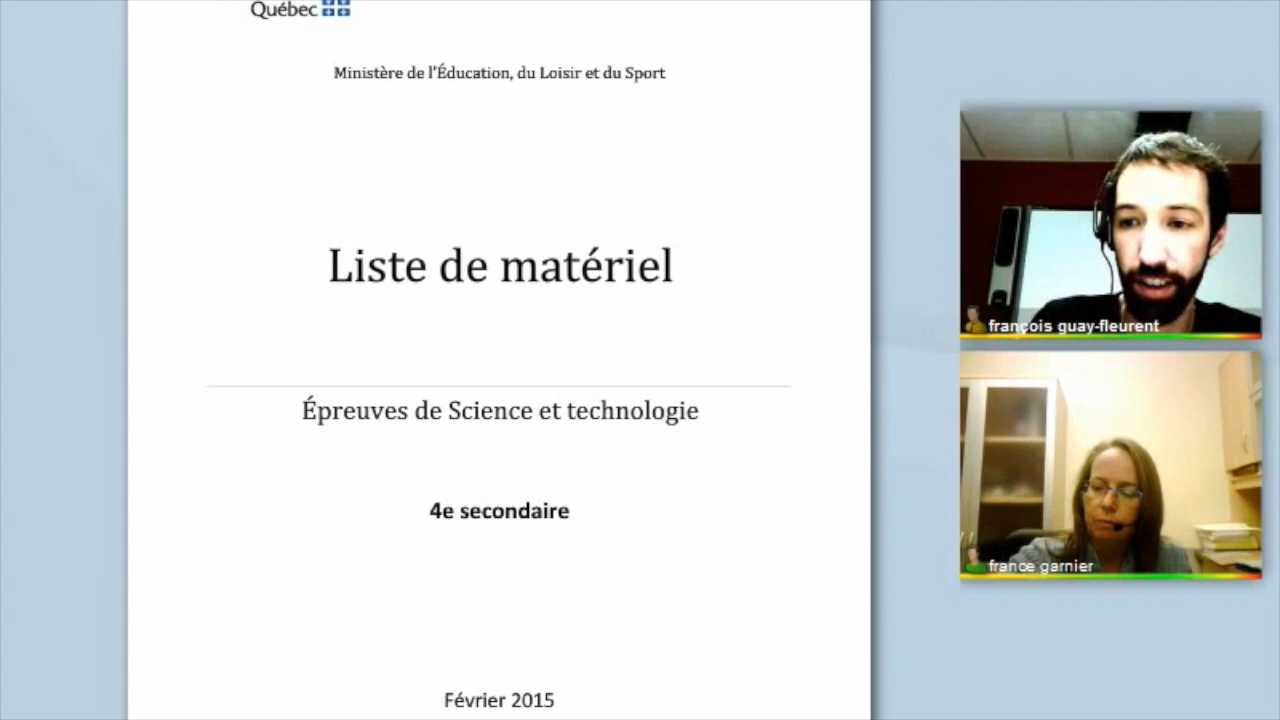 Québec
Ministère de l'Éducation, du Loisir et du Sport
Liste de matériel
Épreuves de Science et technologie
4e secondaire
Février 2015
françois guay-fleurent
france garnier